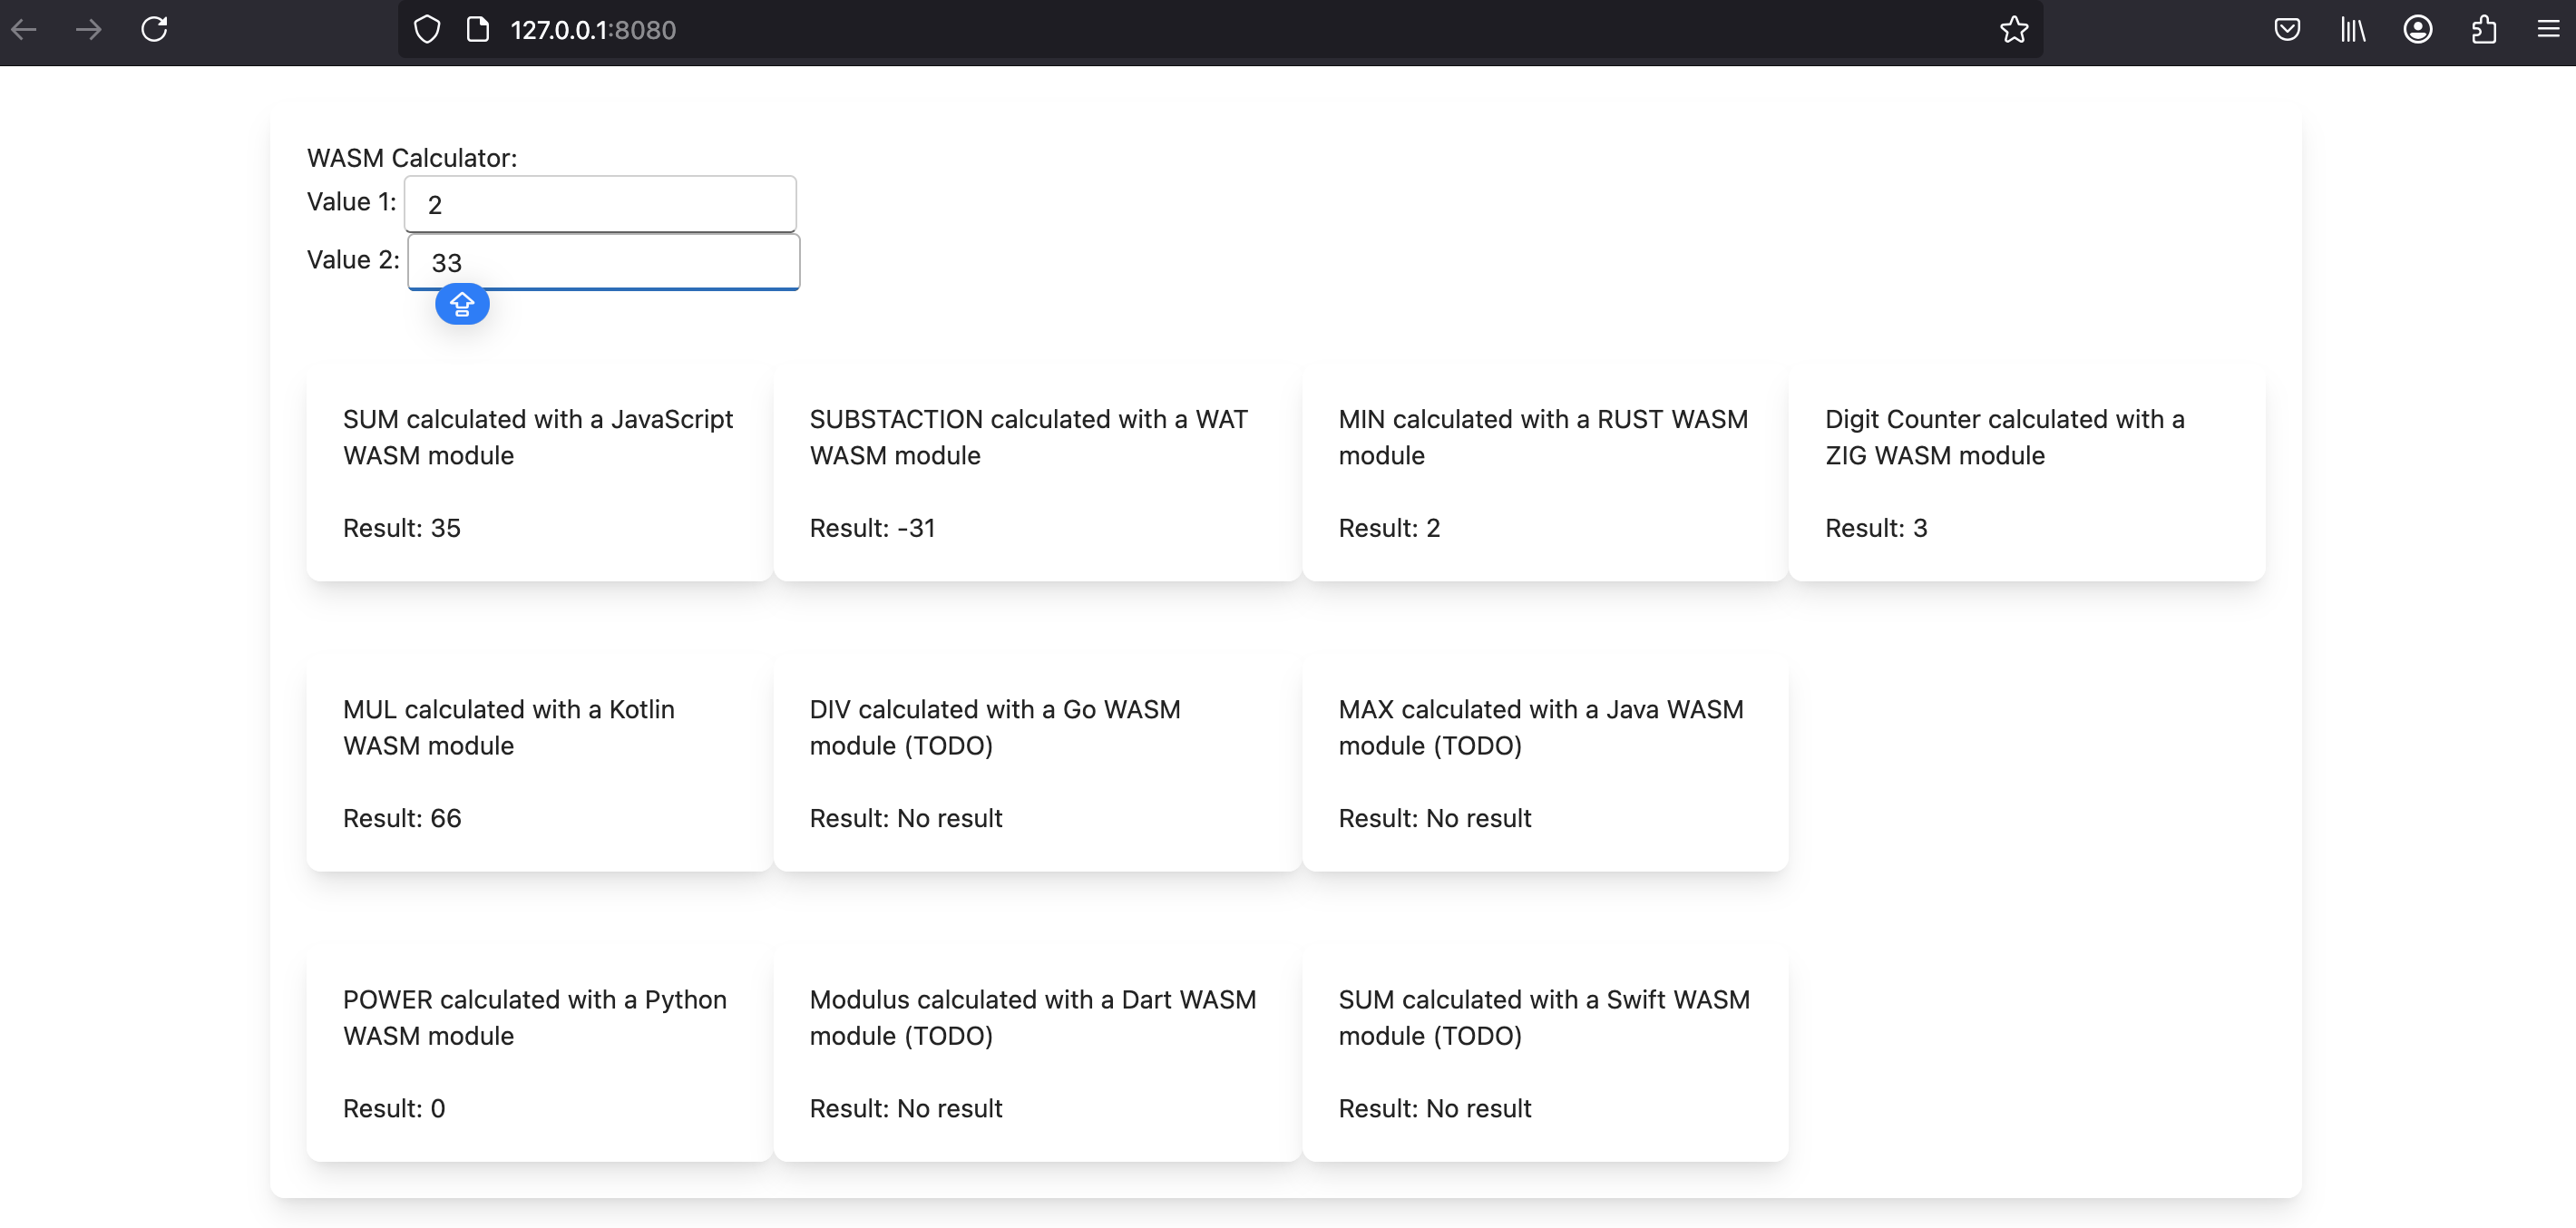 127.0.0.1:8080
WASM Calculator:
Value 1: 2
Value 2: 33
SUM calculated with a JavaScript
WASM module
Result: 35
SUBSTACTION calculated with a WAT
WASM module
Result: -31
MIN calculated with a RUST WASM
module
Result: 2
Digit Counter calculated with a
ZIG WASM module
Result: 3
MUL calculated with a Kotlin
WASM module
Result: 66
DIV calculated with a Go WASM
module (TODO)
Result: No result
MAX calculated with a Java WASM
module (TODO)
Result: No result
POWER calculated with a Python
WASM module
Result: 0
Modulus calculated with a Dart WASM
module (TODO)
Result: No result
SUM calculated with a Swift WASM
module (TODO)
Result: No result